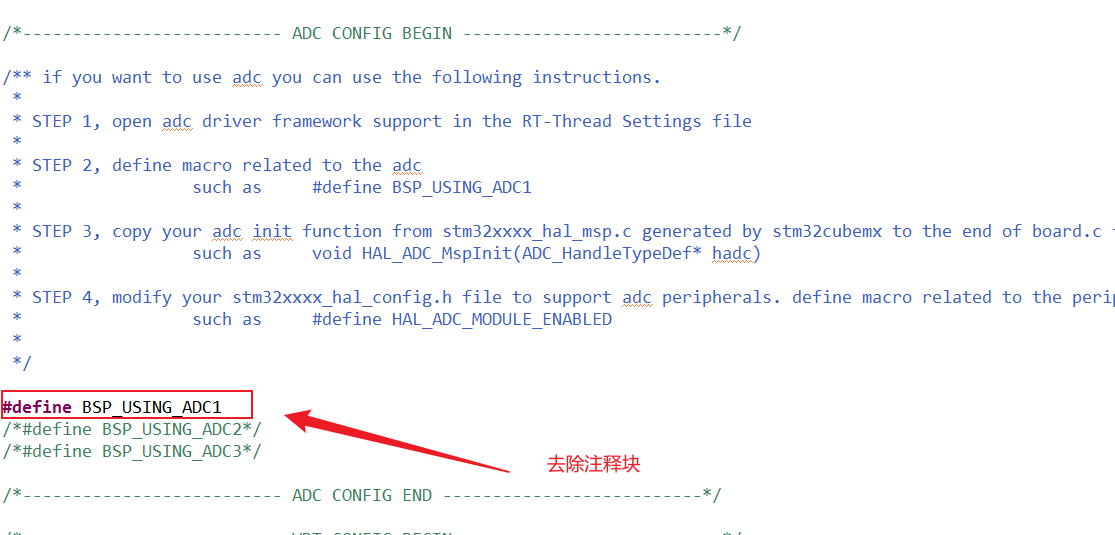 /*-------------------------- ADC CONFIG BEGIN --------------------------*/
/** if you want to use adc you can use the following instructions.
 *
 * STEP 1, open adc driver framework support in the RT-Thread Settings file
 *
 * STEP 2, define macro related to the adc
 *                 such as     #define BSP_USING_ADC1
 *
 * STEP 3, copy your adc init function from stm32xxxx_hal_msp.c generated by stm32cubemx to the end of board.c
 *                 such as     void HAL_ADC_MspInit(ADC_HandleTypeDef* hadc)
 *
 * STEP 4, modify your stm32xxxx_hal_config.h file to support adc peripherals. define macro related to the
 *                 such as     #define HAL_ADC_MODULE_ENABLED
 *
 */
#define BSP_USING_ADC1
/*#define BSP_USING_ADC2*/
/*#define BSP_USING_ADC3*/
去除注释块
/*-------------------------- ADC CONFIG END --------------------------*/